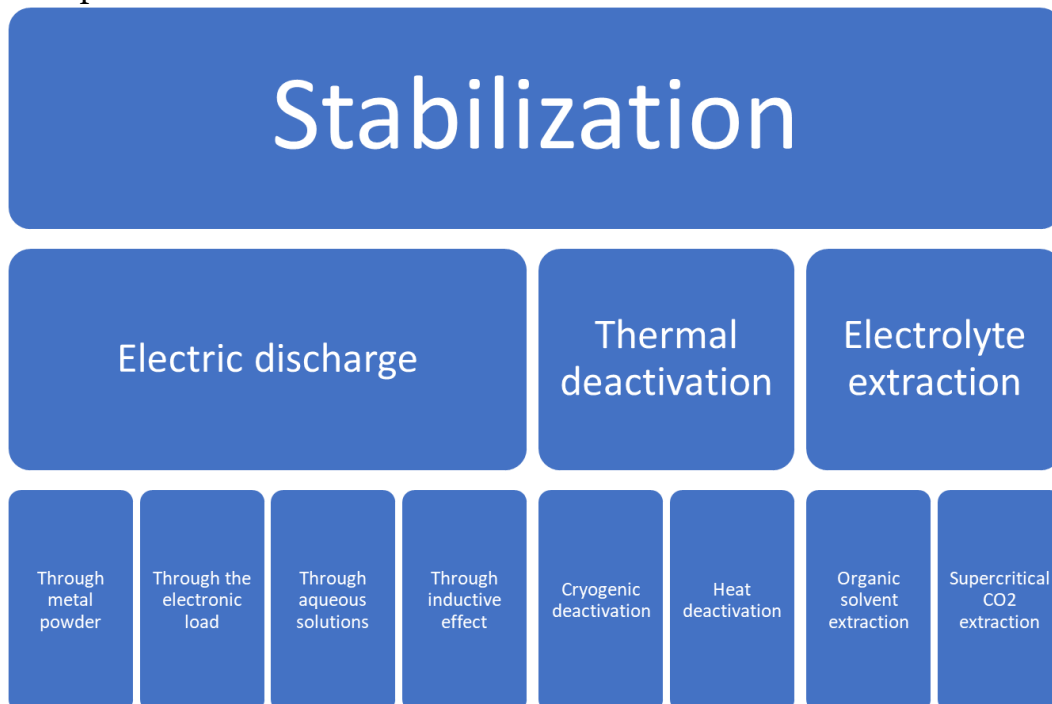 Stabilization
Electric discharge
Thermal
deactivation
Electrolyte
extraction
Through
metal
powder
Through the
electronic
load
Through
aqueous
solutions
Through
inductive
effect
Cryogenic
deactivation
Heat
deactivation
Organic
solvent
extraction
Supercritical
CO2
extraction